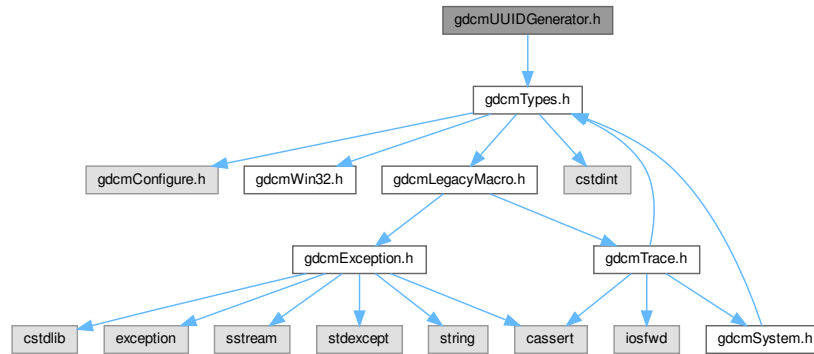 gdcmUUIDGenerator.h
gdcmTypes.h
gdcmConfigure.h
gdcmWin32.h
gdcmLegacyMacro.h
cstdint
gdcmException.h
gdcmTrace.h
cstdlib
exception
sstream
stdexcept
string
cassert
iosfwd
gdcmSystem.h